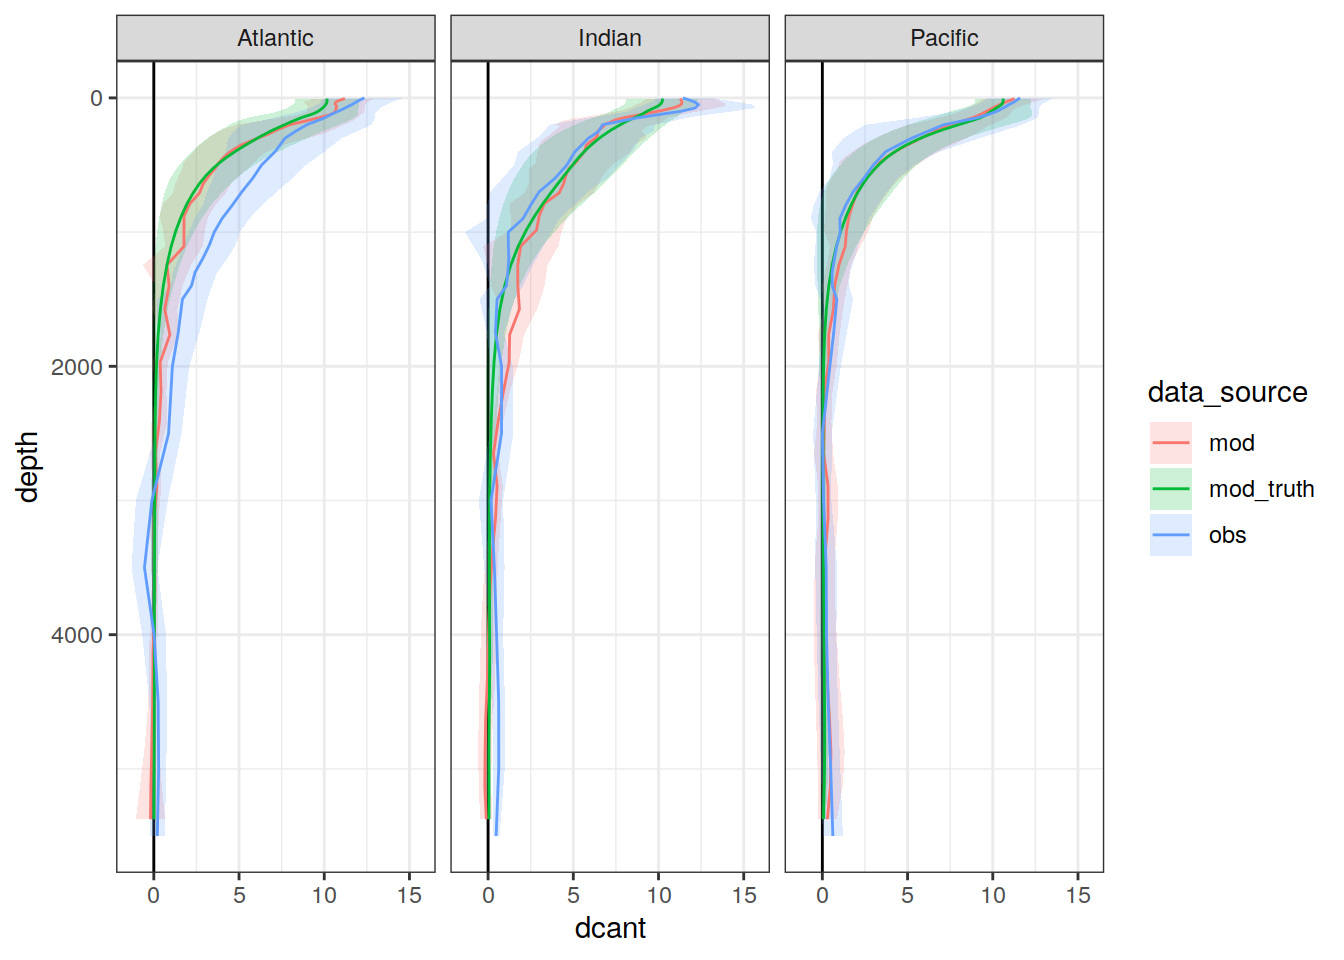 Atlantic Indian Pacific
0
2000
4000
depth
0 5 10 15 0 5 10 15 0 5 10 15
dcant
data_source
mod
mod_truth
obs